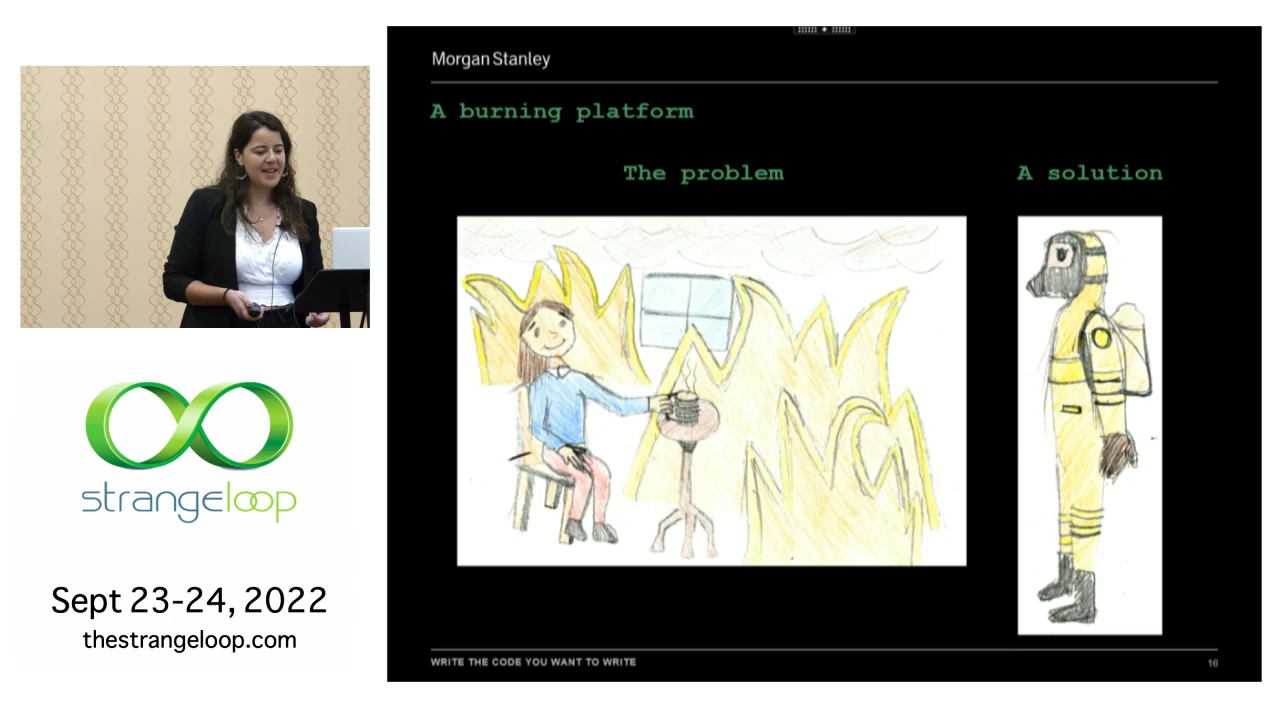 strangeloop
Sept 23-24, 2022
thestrangeloop.com
Morgan Stanley
A burning platform
The problem
A solution
WRITE THE CODE YOU WANT TO WRITE
16